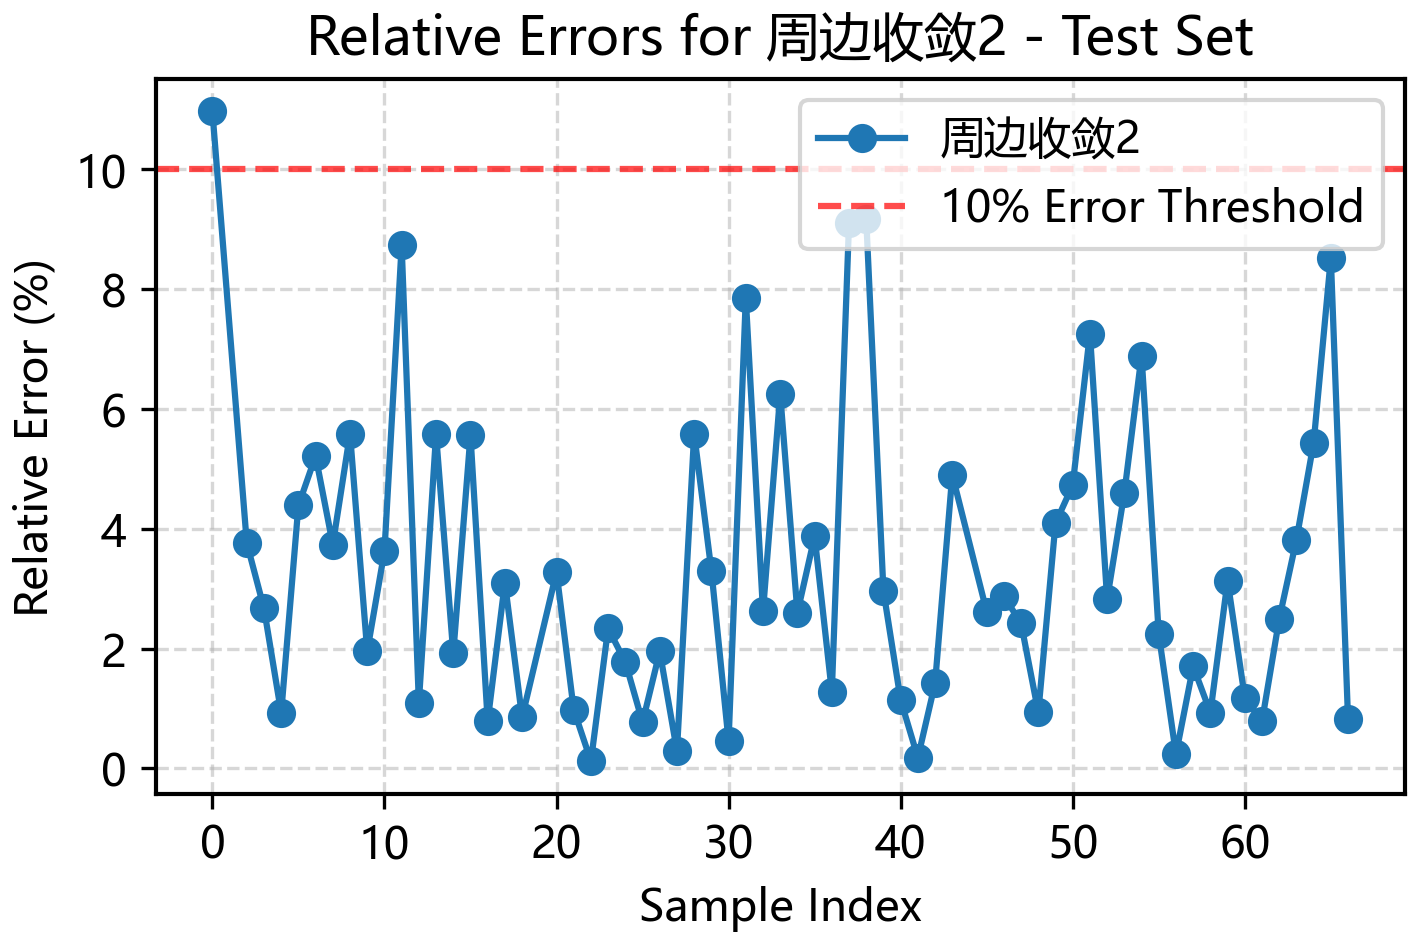 Relative Errors for 周边收敛2 - Test Set
周边收敛2
10% Error Threshold
Relative Error (%)
10
8
6
4
2
0
0 10 20 30 40 50 60
Sample Index